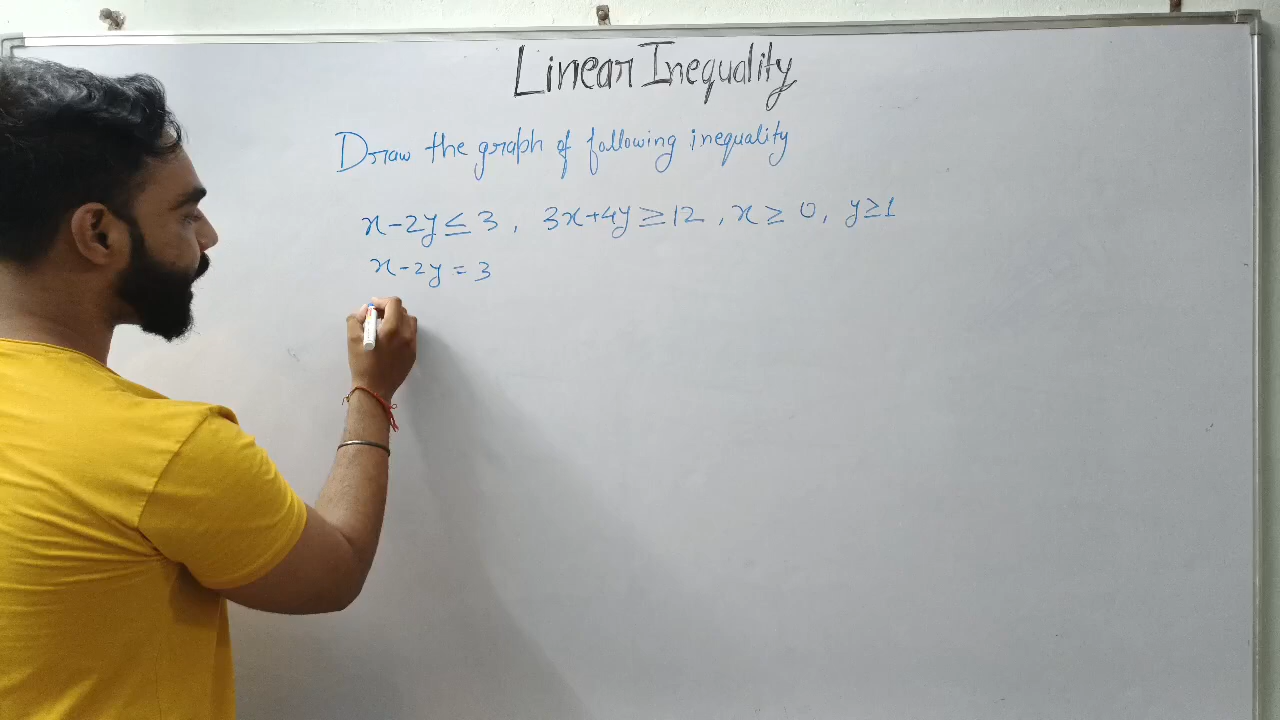 Linear Inequality
Draw the graph of following inequality
x-2y ≤ 3, 3x+4y ≥ 12, x ≥ 0, y ≥ 1
x-2y = 3